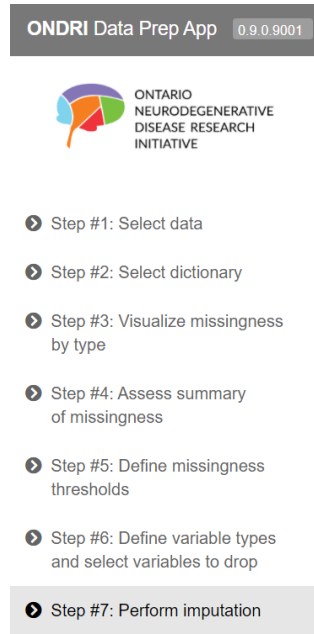 ONDRI Data Prep App 0.9.0.9001
ONTARIO
NEURODEGENERATIVE
DISEASE RESEARCH
INITIATIVE
Step #1: Select data
Step #2: Select dictionary
Step #3: Visualize missingness
by type
Step #4: Assess summary
of missingness
Step #5: Define missingness
thresholds
Step #6: Define variable types
and select variables to drop
Step #7: Perform imputation